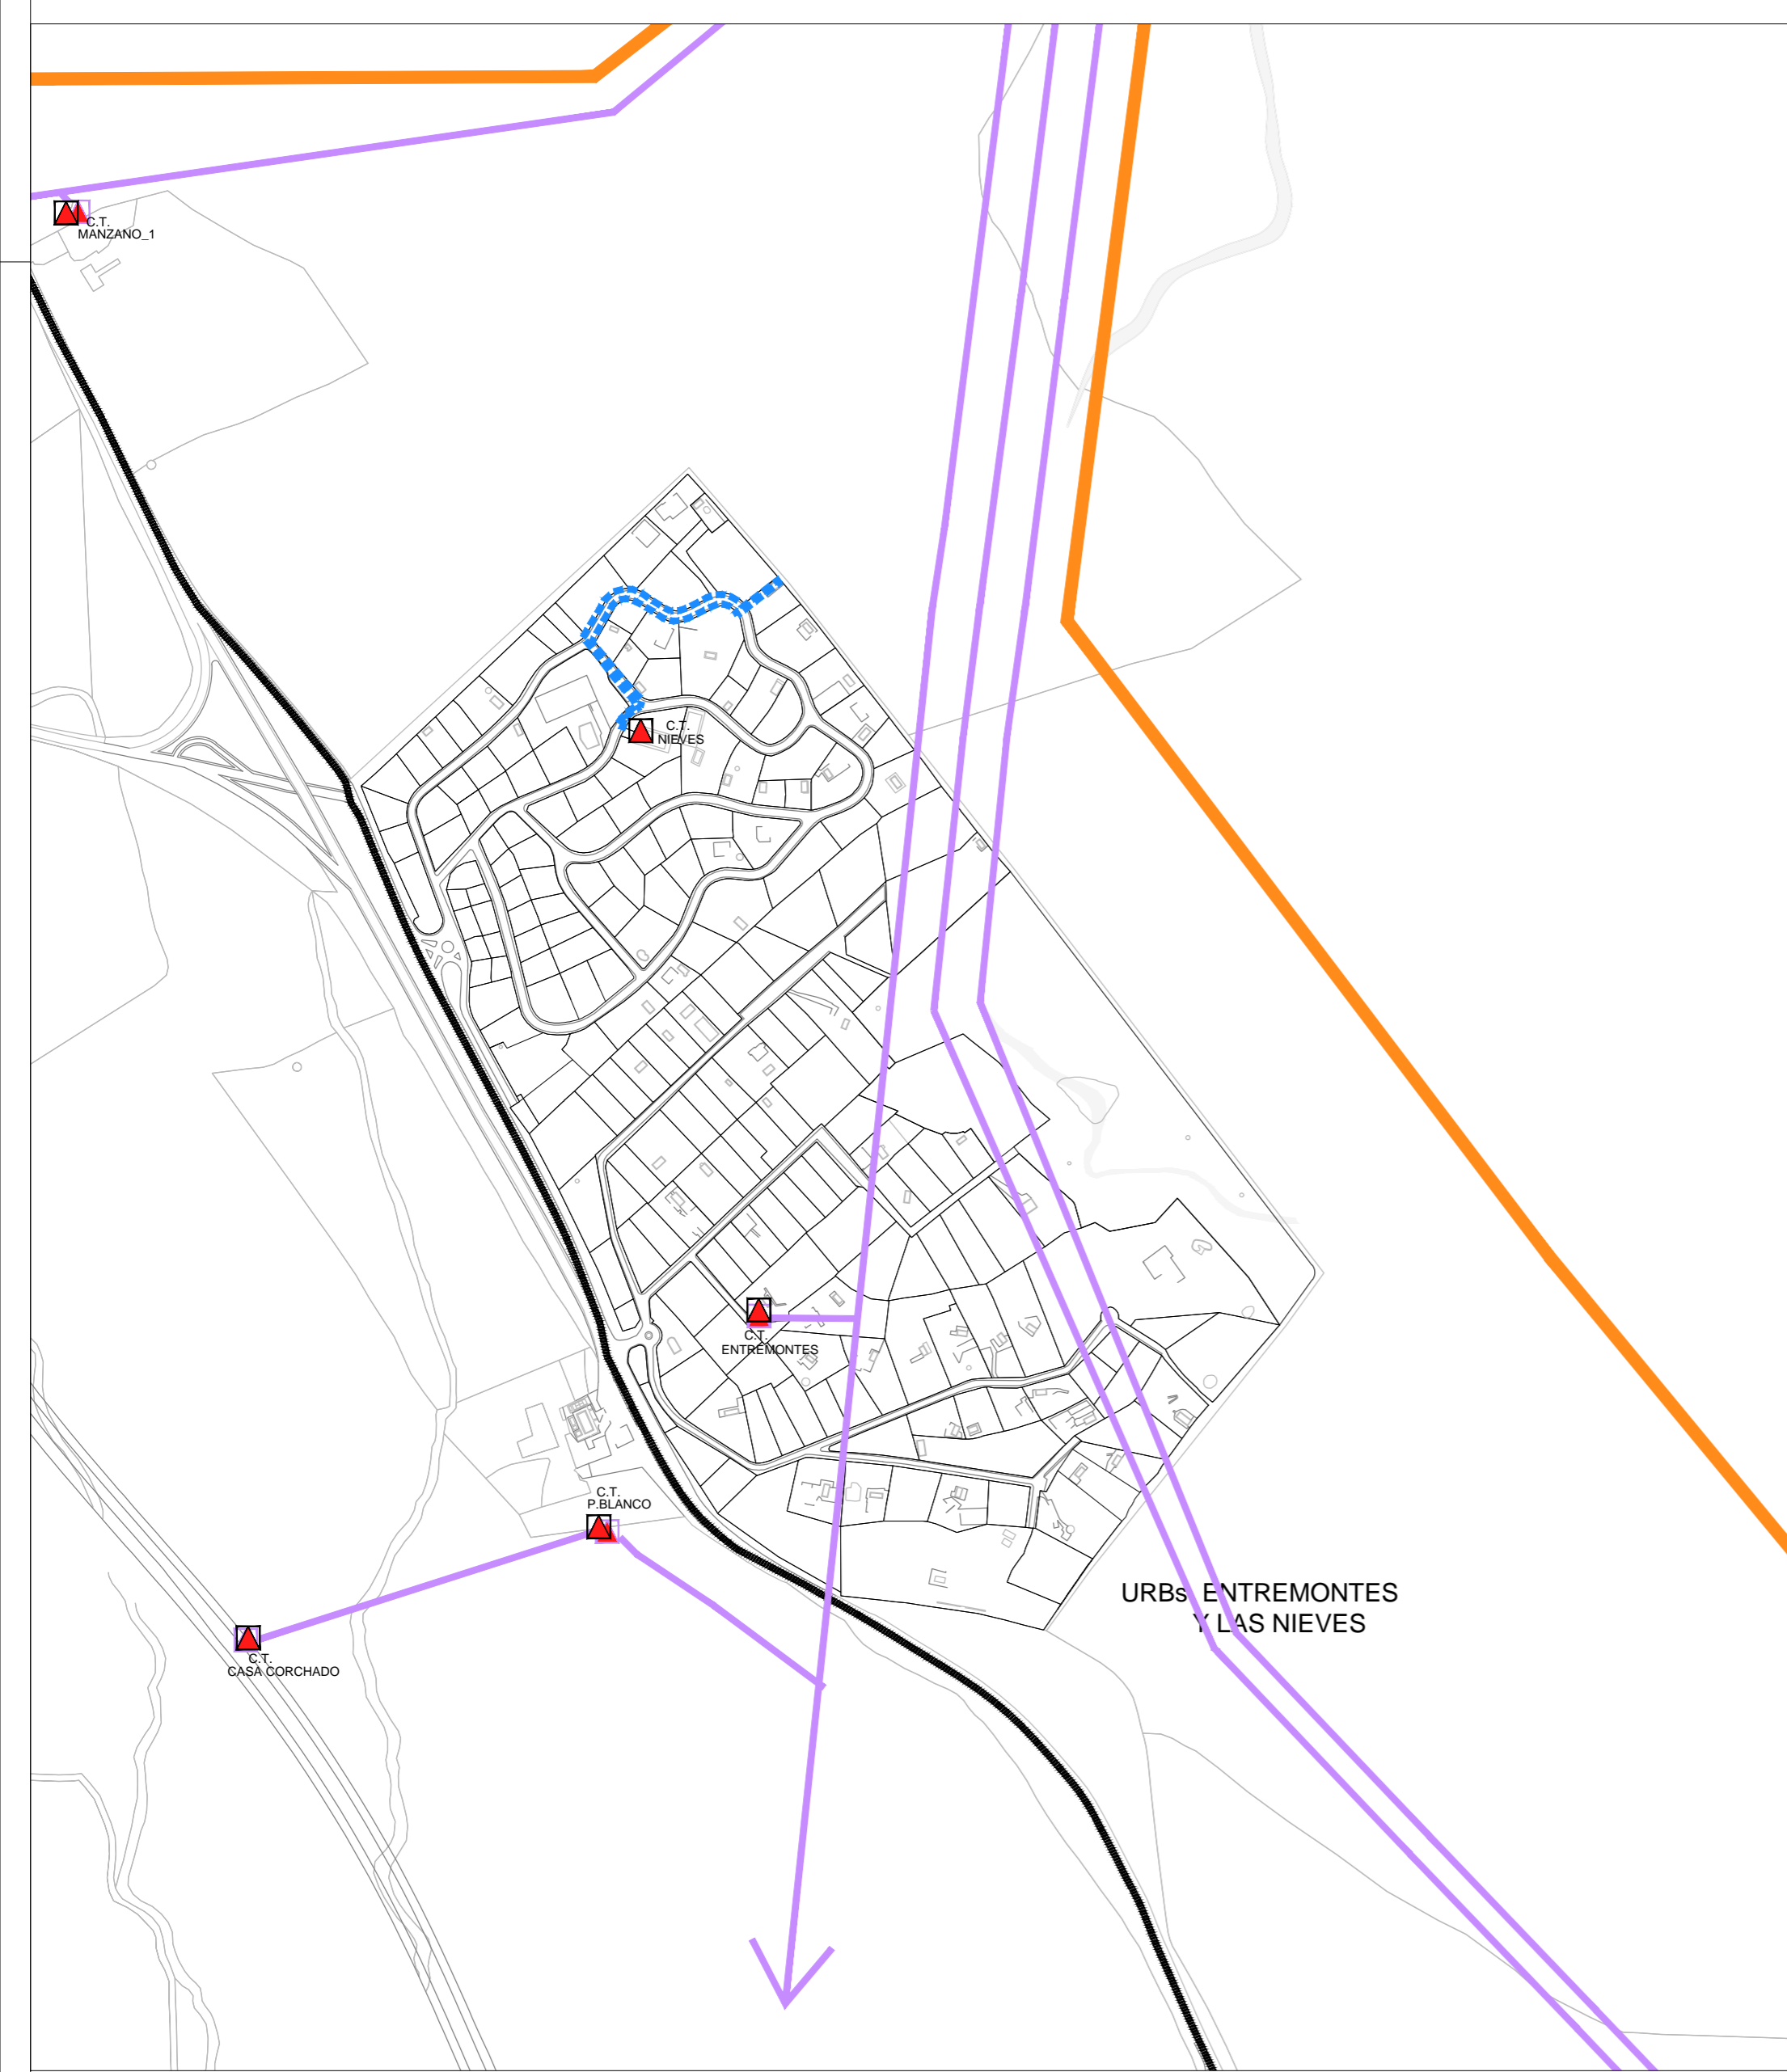 C.T.
MANZANO_1
C.T.
NIEVES
C.T.
ENTREMONTES
C.T.
P.BLANCO
URBs. ENTREMONTES
Y LAS NIEVES
C.T.
CASA CORCHADO